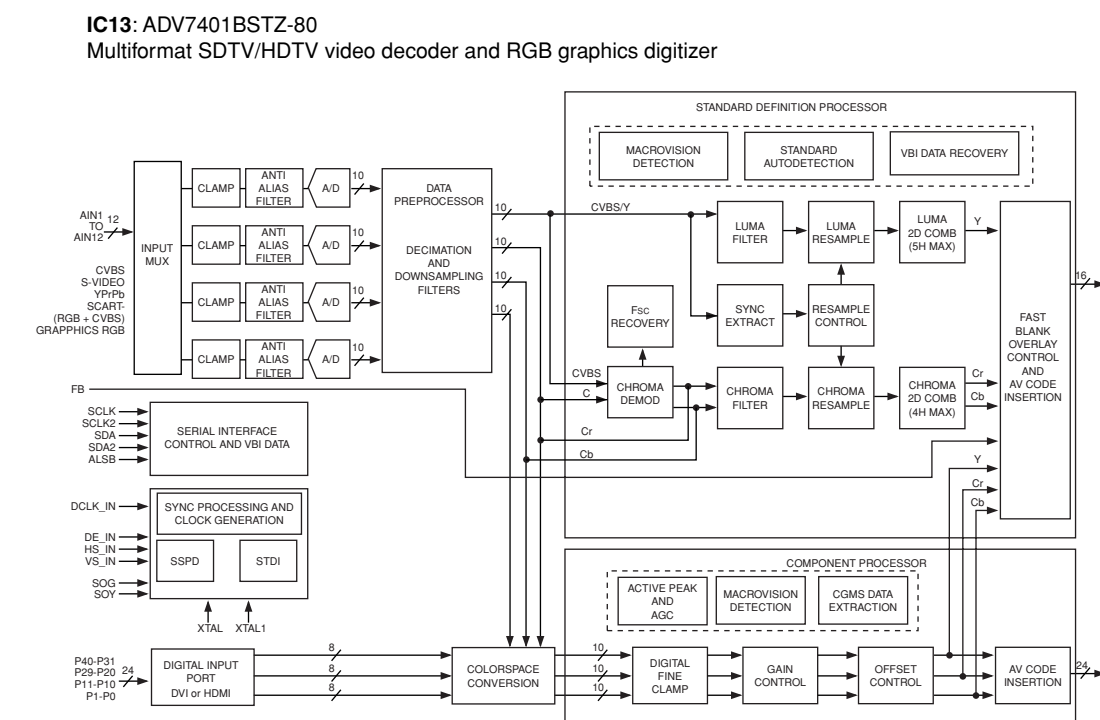 IC13: ADV7401BSTZ-80
Multiformat SDTV/HDTV video decoder and RGB graphics digitizer
STANDARD DEFINITION PROCESSOR
MACROVISION
DETECTION
STANDARD
AUTODETECTION
VBI DATA RECOVERY
AIN1
TO
AIN12
12
CVBS
S-VIDEO
YPrPb
SCART-
(RGB + CVBS)
GRAPPHICS RGB
INPUT
MUX
CLAMP
ANTI
ALIAS
FILTER
A/D
10
CLAMP
ANTI
ALIAS
FILTER
A/D
10
CLAMP
ANTI
ALIAS
FILTER
A/D
10
CLAMP
ANTI
ALIAS
FILTER
A/D
10
DATA
PREPROCESSOR
DECIMATION
AND
DOWNSAMPLING
FILTERS
10
10
10
10
CVBS/Y
LUMA
FILTER
LUMA
RESAMPLE
LUMA
2D COMB
(5H MAX)
Y
FSC
RECOVERY
SYNC
EXTRACT
RESAMPLE
CONTROL
CVBS
C
CHROMA
DEMOD
CHROMA
FILTER
CHROMA
RESAMPLE
CHROMA
2D COMB
(4H MAX)
Cr
Cb
Cr
Cb
FAST
BLANK
OVERLAY
CONTROL
AND
AV CODE
INSERTION
16
Y
Cr
Cb
FB
SCLK
SCLK2
SDA
SDA2
ALSB
SERIAL INTERFACE
CONTROL AND VBI DATA
DCLK_IN
DE_IN
HS_IN
VS_IN
SOG
SOY
SYNC PROCESSING AND
CLOCK GENERATION
SSPD
STDI
XTAL
XTAL1
COMPONENT PROCESSOR
ACTIVE PEAK
AND
AGC
MACROVISION
DETECTION
CGMS DATA
EXTRACTION
P40-P31
P29-P20
P11-P10
P1-P0
24
DIGITAL INPUT
PORT
DVI or HDMI
8
8
8
COLORSPACE
CONVERSION
10
10
10
DIGITAL
FINE
CLAMP
GAIN
CONTROL
OFFSET
CONTROL
AV CODE
INSERTION
24